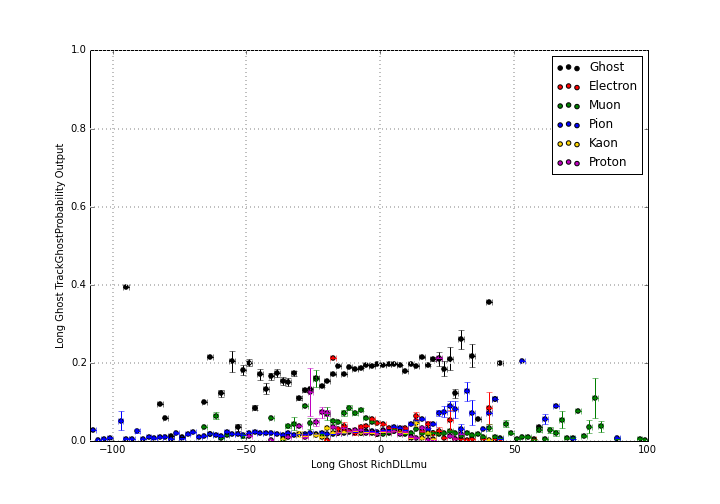 1.0
0.8
0.6
0.4
0.2
0.0
Long Ghost TrackGhostProbability Output
−100
−50
0
50
100
Long Ghost RichDLLmu
Ghost
Electron
Muon
Pion
Kaon
Proton